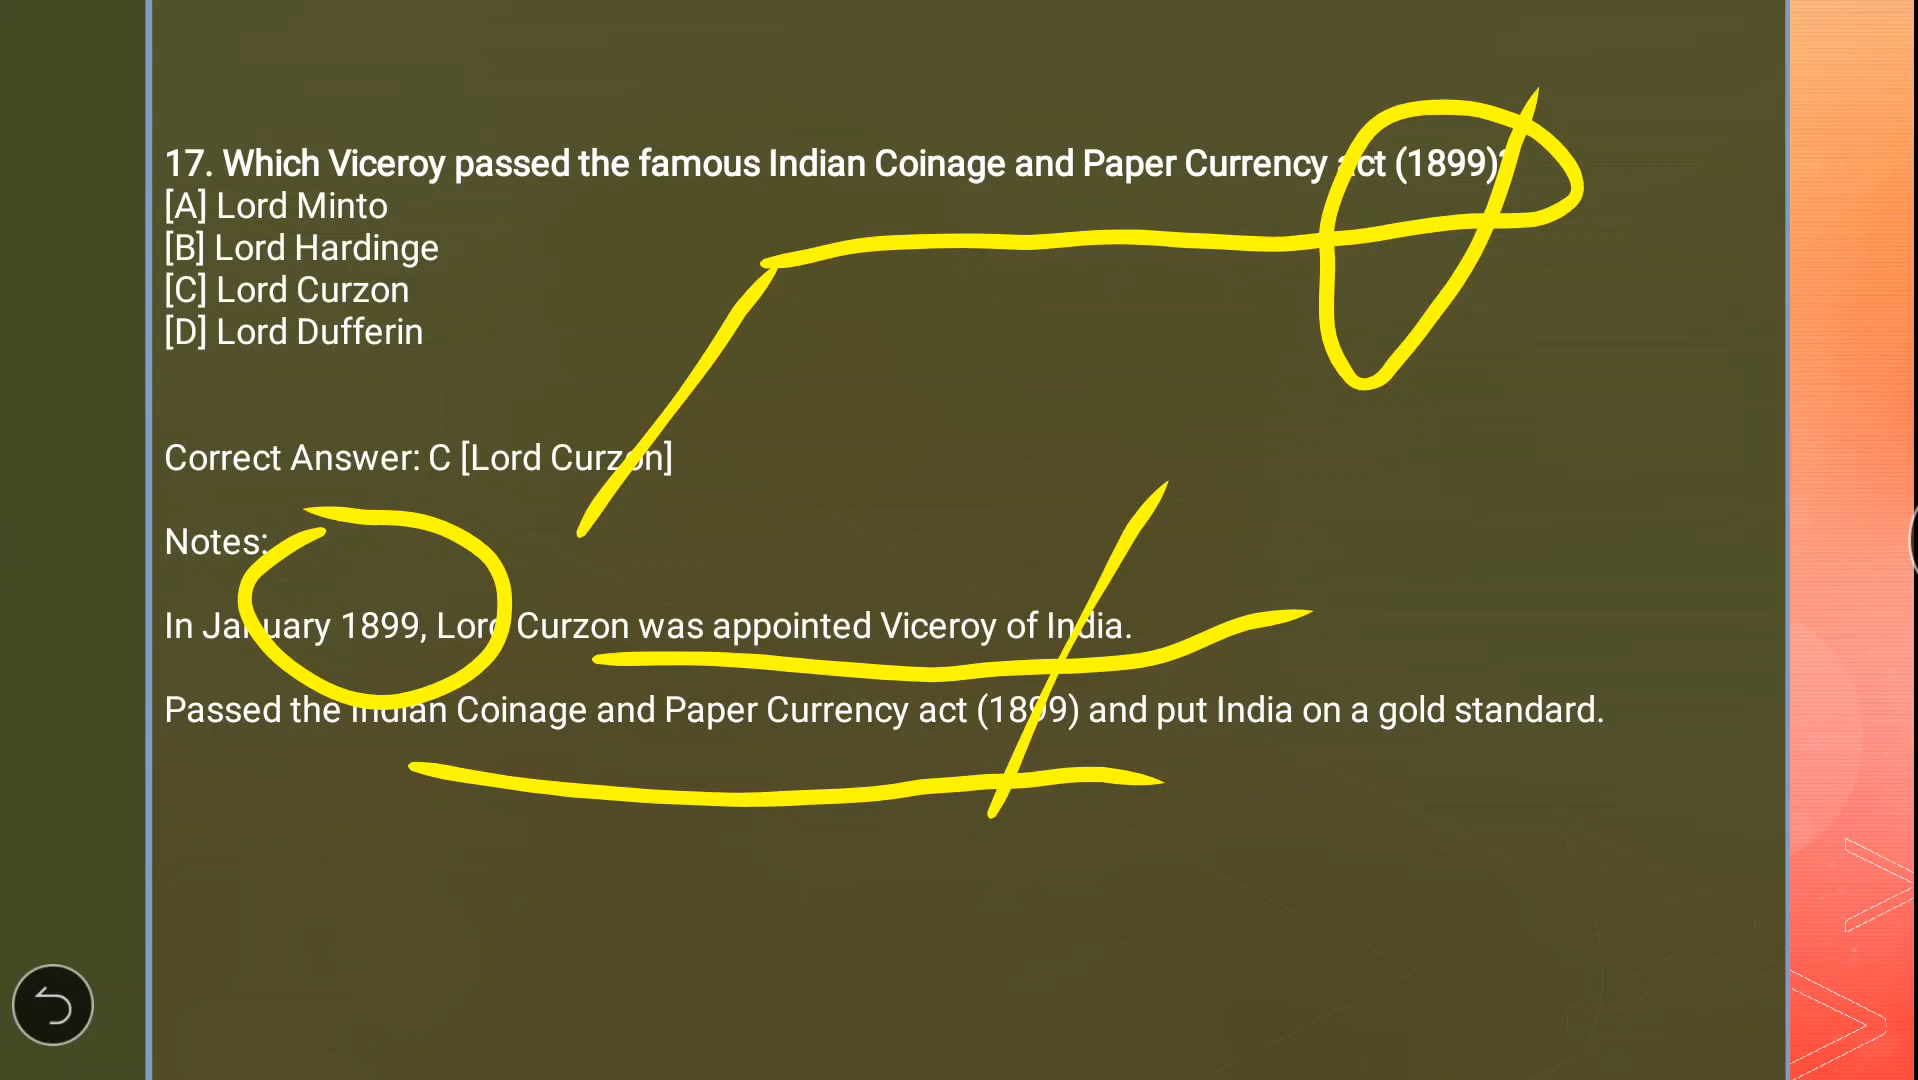 17. Which Viceroy passed the famous Indian Coinage and Paper Currency act (1899)?
[A] Lord Minto
[B] Lord Hardinge
[C] Lord Curzon
[D] Lord Dufferin
Correct Answer: C [Lord Curzon]
Notes:
In January 1899, Lord Curzon was appointed Viceroy of India.
Passed the Indian Coinage and Paper Currency act (1899) and put India on a gold standard.